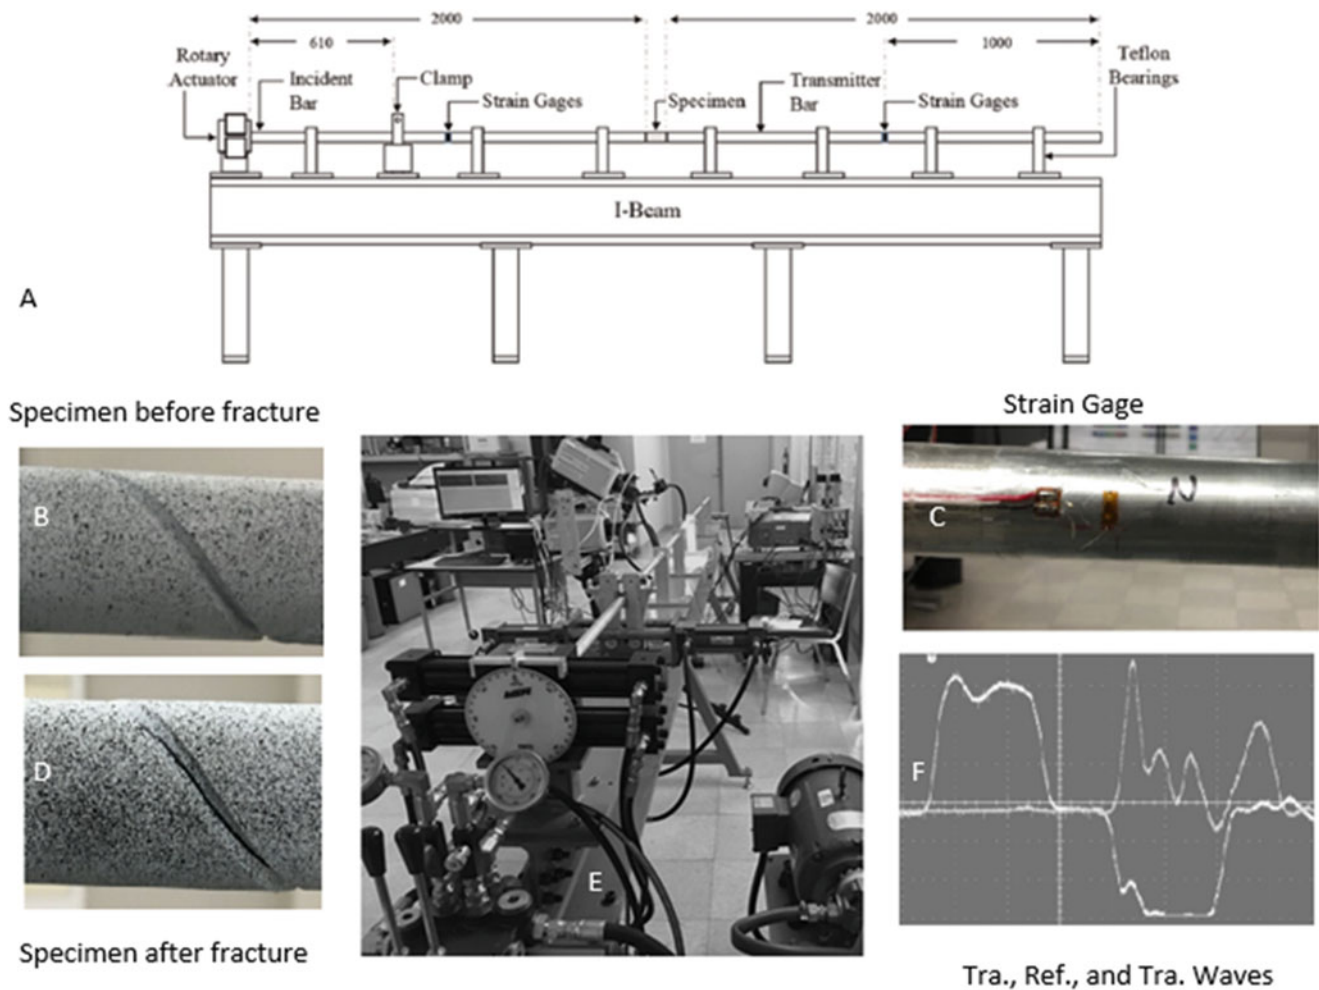 2000
2000
610
1000
Rotary
Actuator
Incident
Bar
Clamp
Strain Gages
Specimen
Transmitter
Bar
Strain Gages
Teflon
Bearings
I-Beam
A
Specimen before fracture
Strain Gage
B
C
N
D
E
F
Specimen after fracture
Tra., Ref., and Tra. Waves